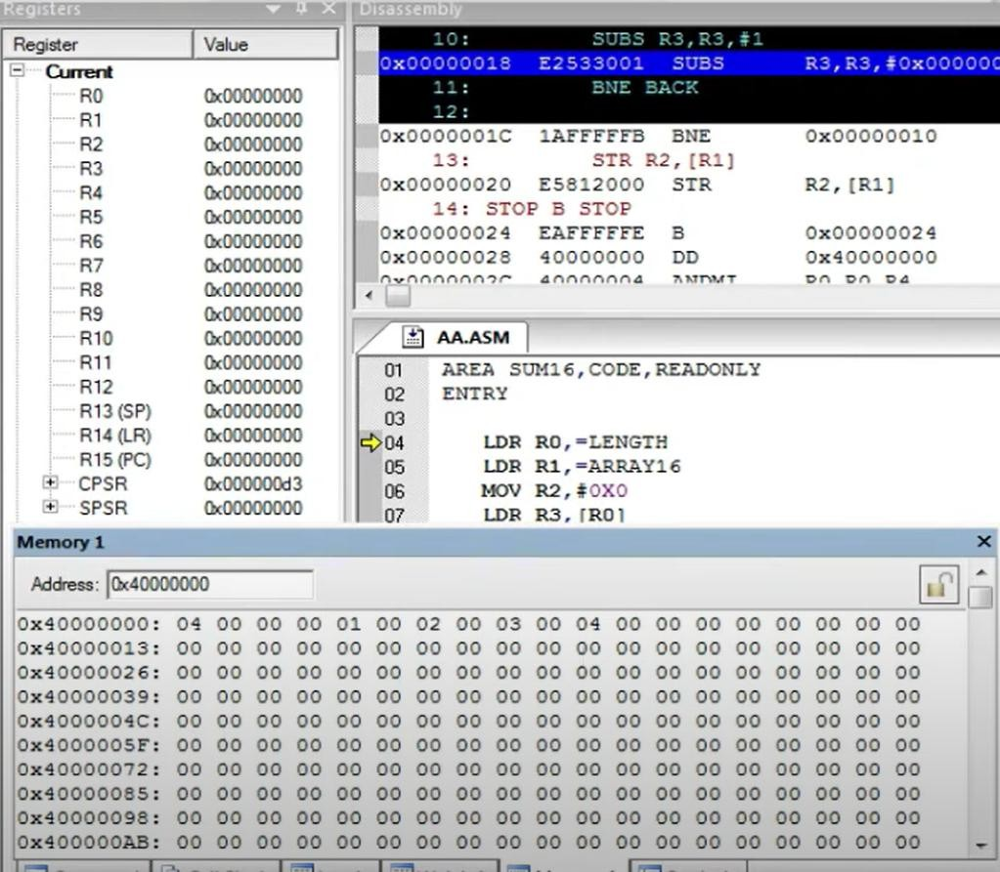 Registers
Register Value
Current
R0 0x00000000
R1 0x00000000
R2 0x00000000
R3 0x00000000
R4 0x00000000
R5 0x00000000
R6 0x00000000
R7 0x00000000
R8 0x00000000
R9 0x00000000
R10 0x00000000
R11 0x00000000
R12 0x00000000
R13 (SP) 0x00000000
R14 (LR) 0x00000000
R15 (PC) 0x00000000
CPSR 0x000000d3
SPSR 0x00000000
Disassembly
10: SUBS R3,R3,#1
0x00000018 E2533001 SUBS R3,R3,#0x000000
11: BNE BACK
12:
0x0000001C 1AFFFFFB BNE 0x00000010
13: STR R2,[R1]
0x00000020 E5812000 STR R2,[R1]
14: STOP B STOP
0x00000024 EAFFFFFE B 0x00000024
0x00000028 40000000 DD 0x40000000
0x0000002C 40000004 ANDMI R0,R0,R4
AA.ASM
01 AREA SUM16,CODE,READONLY
02 ENTRY
03
04 LDR R0,=LENGTH
05 LDR R1,=ARRAY16
06 MOV R2,#0X0
07 LDR R3,[R0]
Memory 1
Address: 0x40000000
0x40000000: 04 00 00 00 01 00 02 00 03 00 04 00 00 00 00 00 00 00 00
0x40000013: 00 00 00 00 00 00 00 00 00 00 00 00 00 00 00 00 00 00 00
0x40000026: 00 00 00 00 00 00 00 00 00 00 00 00 00 00 00 00 00 00 00
0x40000039: 00 00 00 00 00 00 00 00 00 00 00 00 00 00 00 00 00 00 00
0x4000004C: 00 00 00 00 00 00 00 00 00 00 00 00 00 00 00 00 00 00 00
0x4000005F: 00 00 00 00 00 00 00 00 00 00 00 00 00 00 00 00 00 00 00
0x40000072: 00 00 00 00 00 00 00 00 00 00 00 00 00 00 00 00 00 00 00
0x40000085: 00 00 00 00 00 00 00 00 00 00 00 00 00 00 00 00 00 00 00
0x40000098: 00 00 00 00 00 00 00 00 00 00 00 00 00 00 00 00 00 00 00
0x400000AB: 00 00 00 00 00 00 00 00 00 00 00 00 00 00 00 00 00 00 00